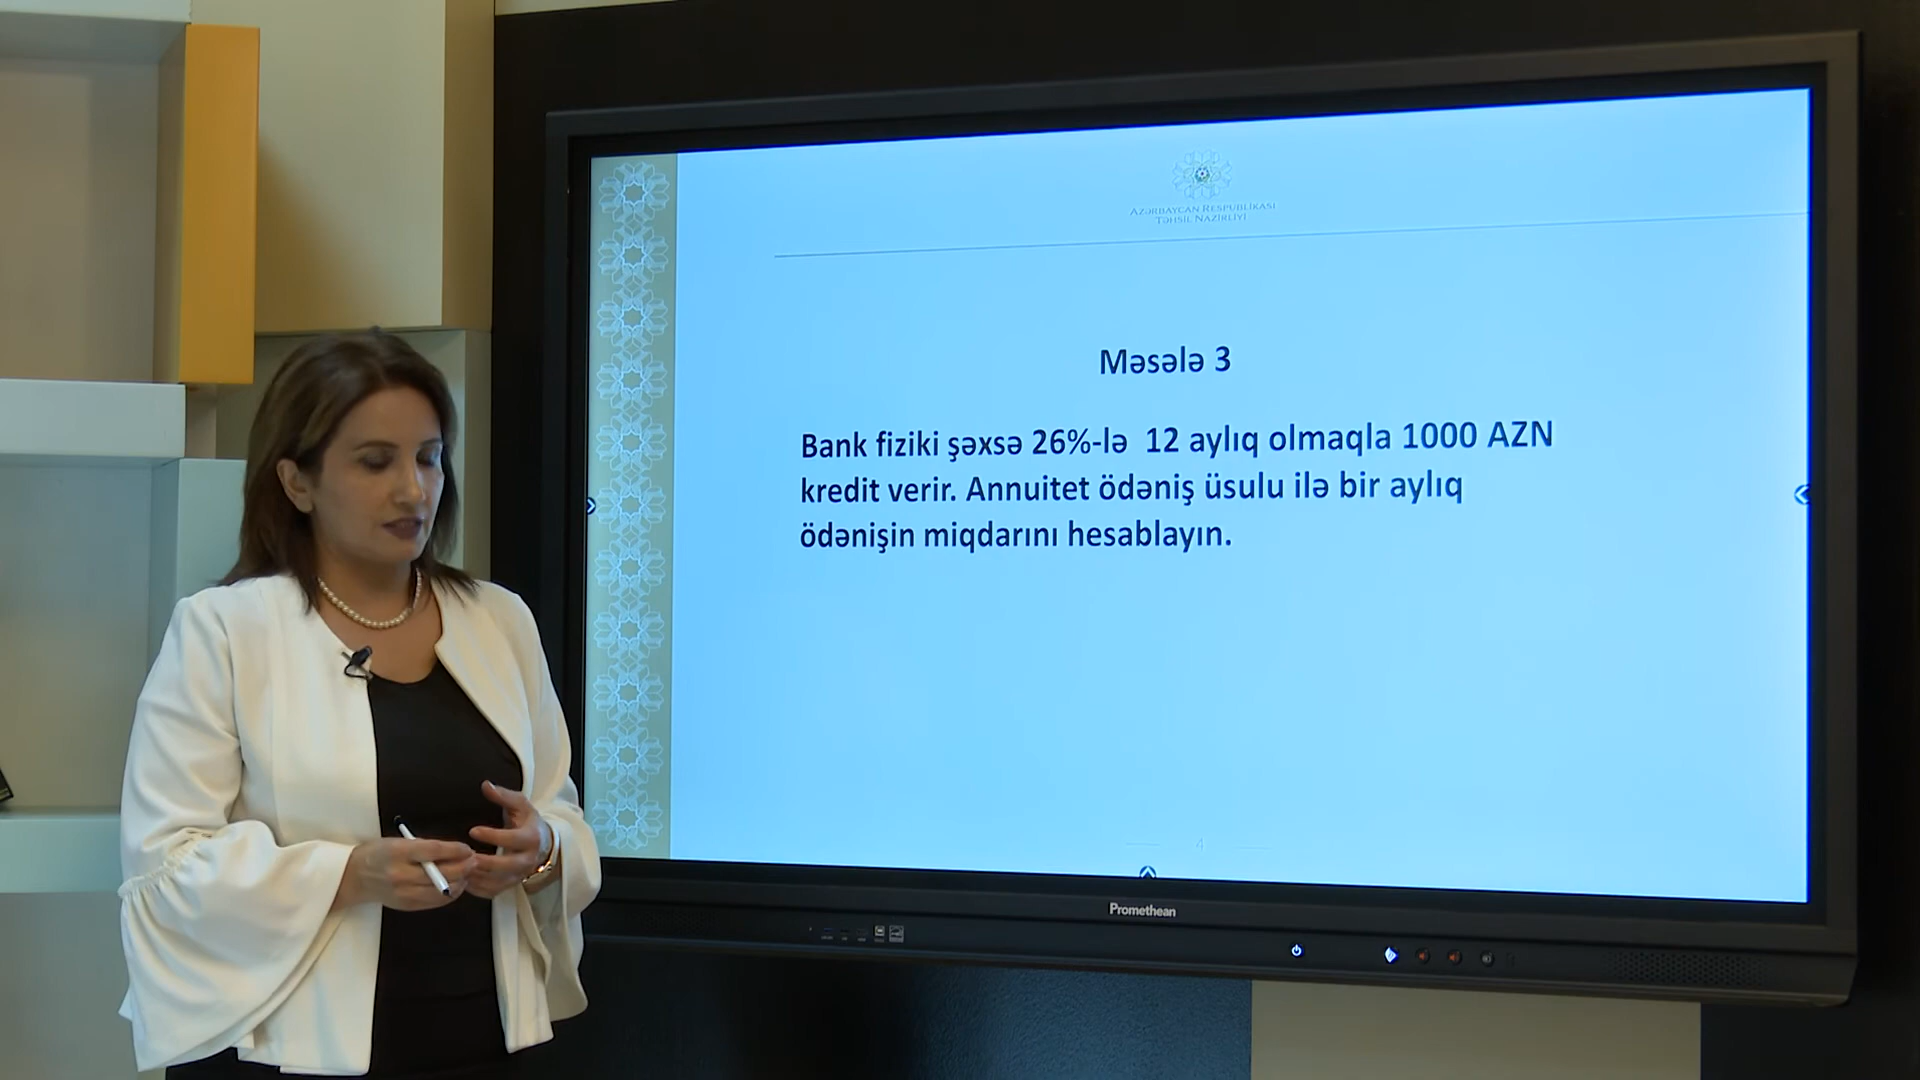 AZƏRBAYCAN RESPUBLİKASI
TƏHSİL NAZİRLİYİ
Məsələ 3
Bank fiziki şəxsə 26%-lə 12 aylıq olmaqla 1000 AZN
kredit verir. Annuitet ödəniş üsulu ilə bir aylıq
ödənişin miqdarını hesablayın.
4
Promethean